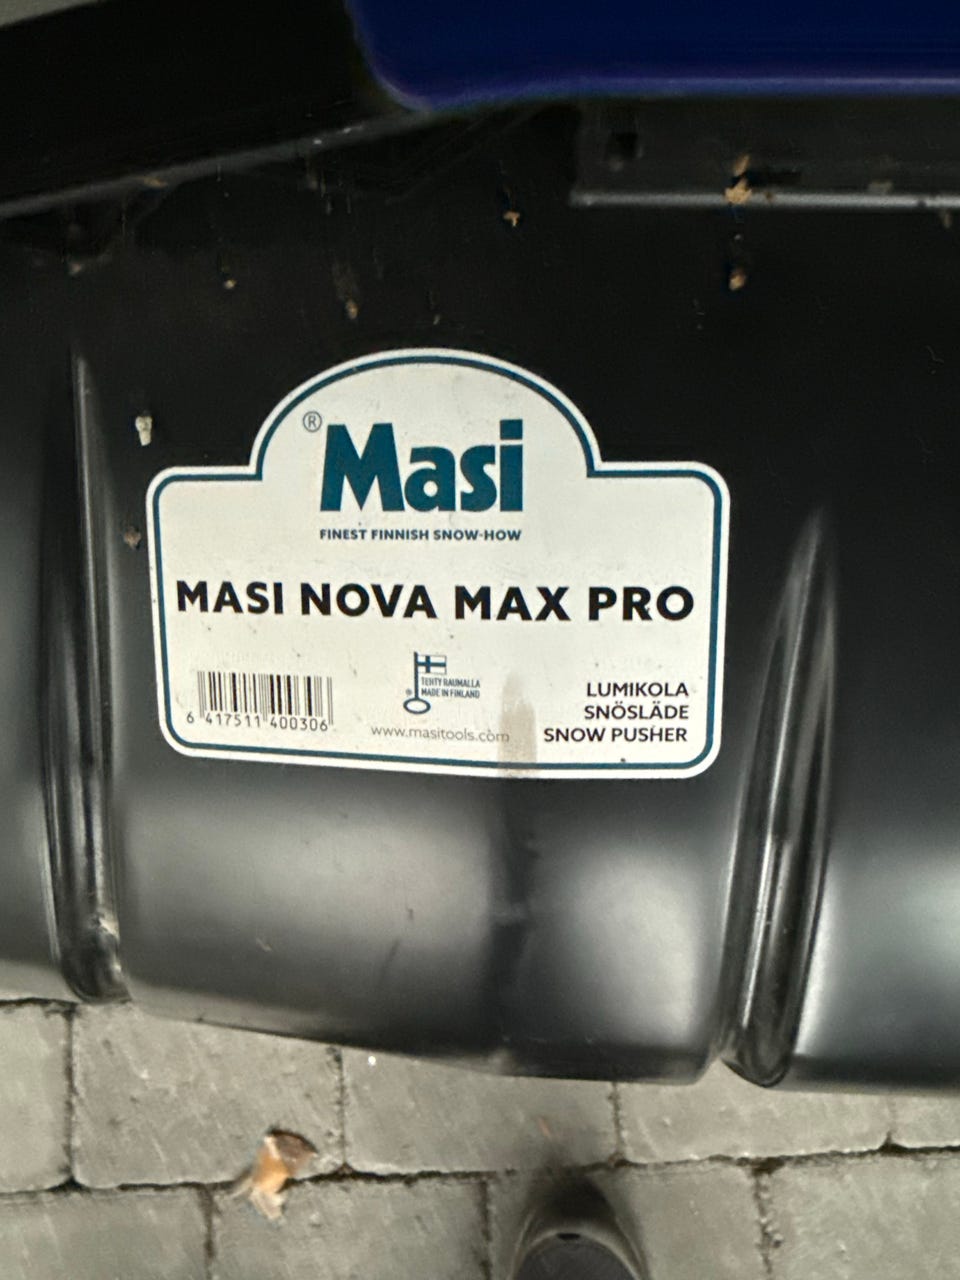 ®
Masi
FINEST FINNISH SNOW-HOW
MASI NOVA MAX PRO
TEHTY RAUMALLA
MADE IN FINLAND
LUMIKOLA
SNÖSLÄDE
SNOW PUSHER
6 417511 400306
www.masitools.com